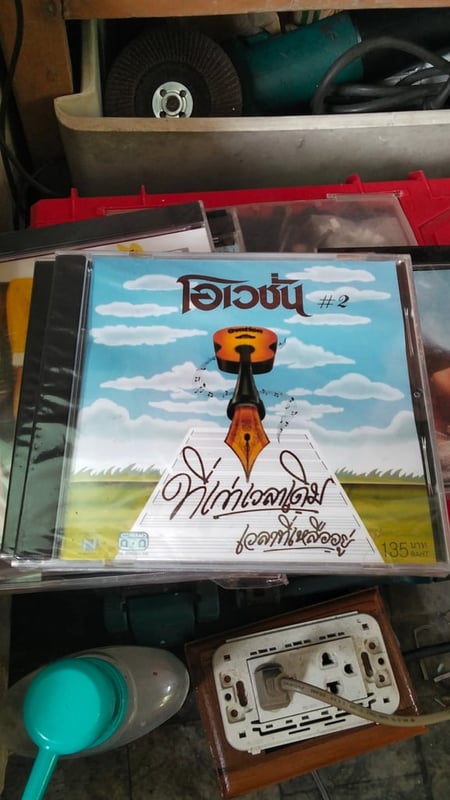 โอเวชั่น #2
Ovation
ที่เก่าเวลาเดิม
เวลาที่เหลืออยู่
135 บาท
BAHT